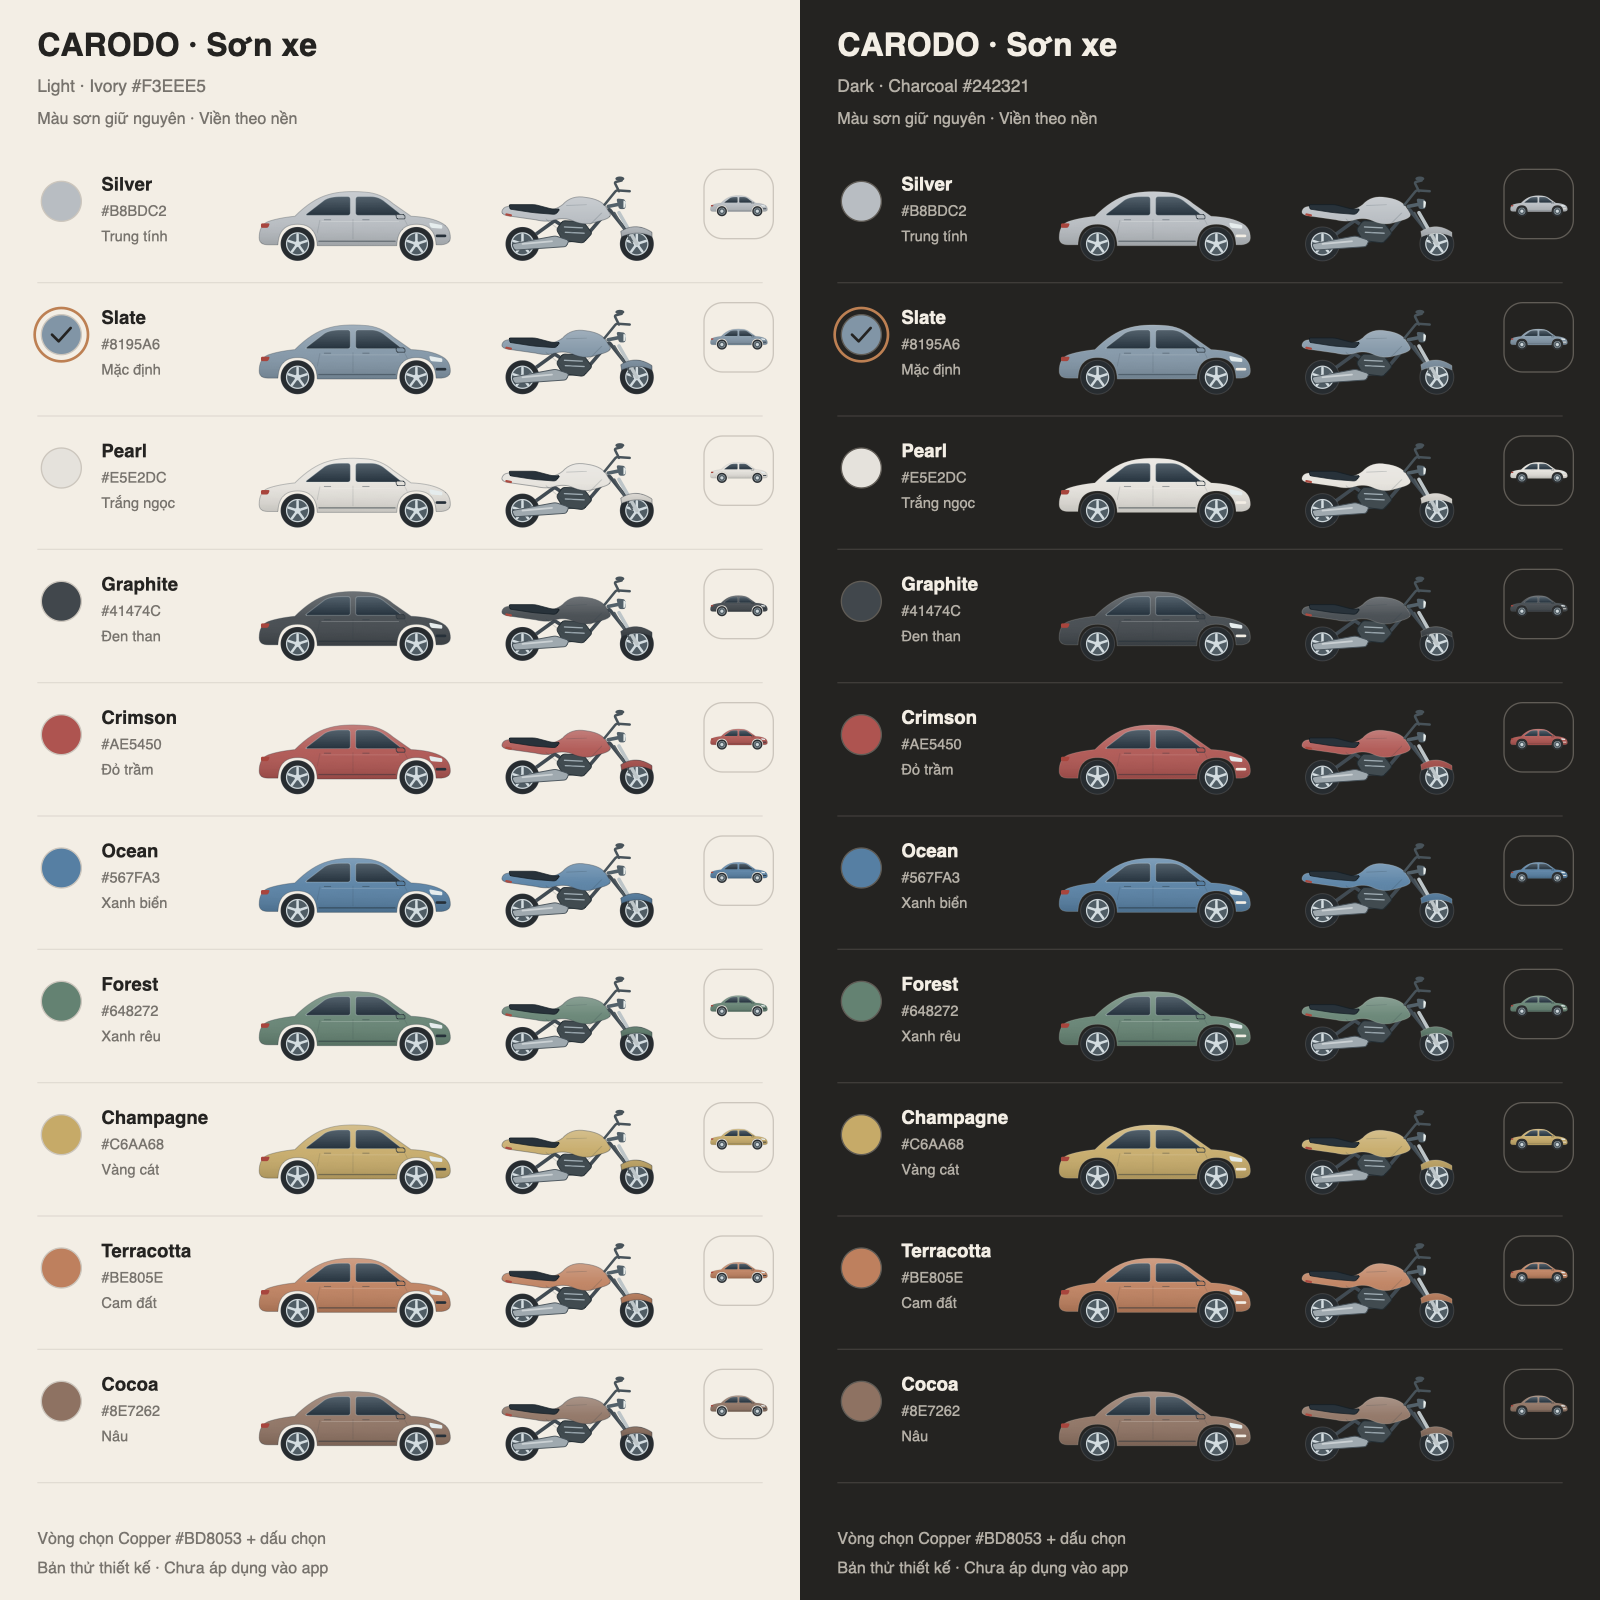 CARODO · Sơn xe
Light · Ivory #F3EEE5
Màu sơn giữ nguyên · Viền theo nền
Silver
#B8BDC2
Trung tính
Slate
#8195A6
Mặc định
Pearl
#E5E2DC
Trắng ngọc
Graphite
#41474C
Đen than
Crimson
#AE5450
Đỏ trầm
Ocean
#567FA3
Xanh biển
Forest
#648272
Xanh rêu
Champagne
#C6AA68
Vàng cát
Terracotta
#BE805E
Cam đất
Cocoa
#8E7262
Nâu
Vòng chọn Copper #BD8053 + dấu chọn
Bản thử thiết kế · Chưa áp dụng vào app
CARODO · Sơn xe
Dark · Charcoal #242321
Màu sơn giữ nguyên · Viền theo nền
Silver
#B8BDC2
Trung tính
Slate
#8195A6
Mặc định
Pearl
#E5E2DC
Trắng ngọc
Graphite
#41474C
Đen than
Crimson
#AE5450
Đỏ trầm
Ocean
#567FA3
Xanh biển
Forest
#648272
Xanh rêu
Champagne
#C6AA68
Vàng cát
Terracotta
#BE805E
Cam đất
Cocoa
#8E7262
Nâu
Vòng chọn Copper #BD8053 + dấu chọn
Bản thử thiết kế · Chưa áp dụng vào app